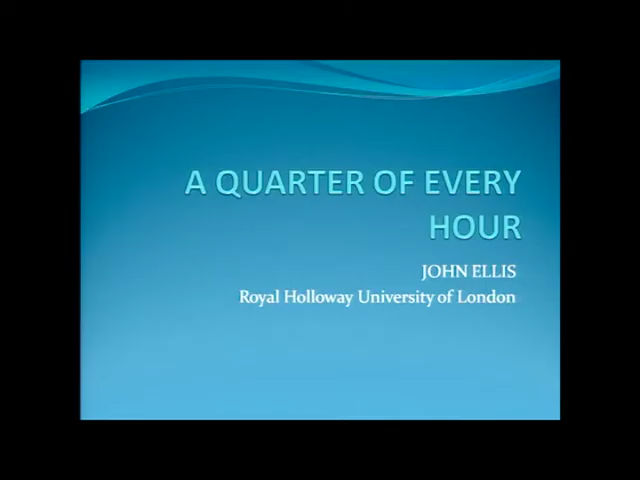 A QUARTER OF EVERY
HOUR
JOHN ELLIS
Royal Holloway University of London